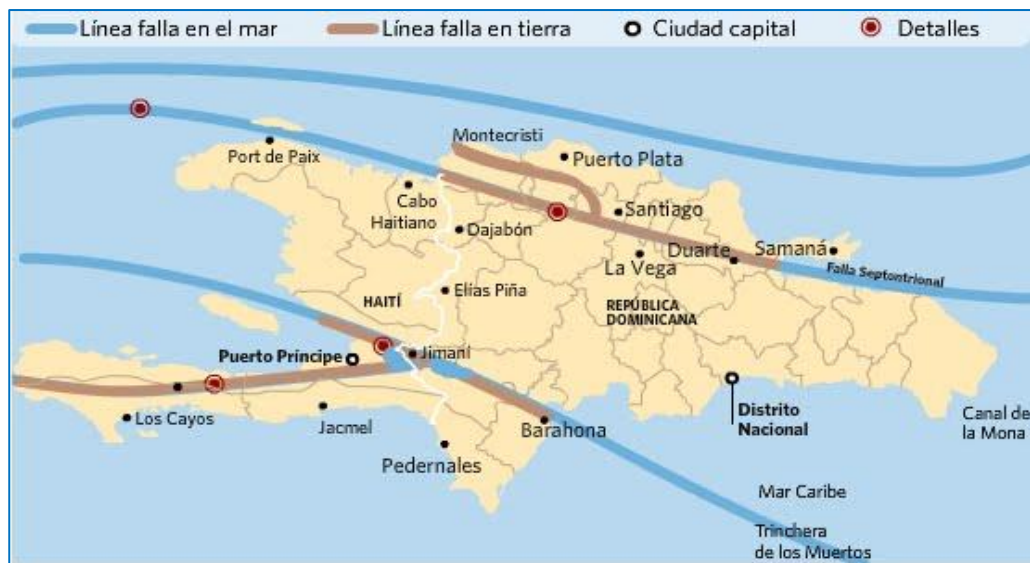 Línea falla en el mar
Línea falla en tierra
Ciudad capital
Detalles
Montecristi
Port de Paix
Puerto Plata
Cabo
Haitiano
Santiago
Dajabón
Duarte
Samaná
La Vega
Falla Septontrional
Elías Piña
HAITÍ
REPÚBLICA
DOMINICANA
Puerto Príncipe
Jimaní
Los Cayos
Jacmel
Barahona
Distrito
Nacional
Canal de
la Mona
Pedernales
Mar Caribe
Trinchera
de los Muertos